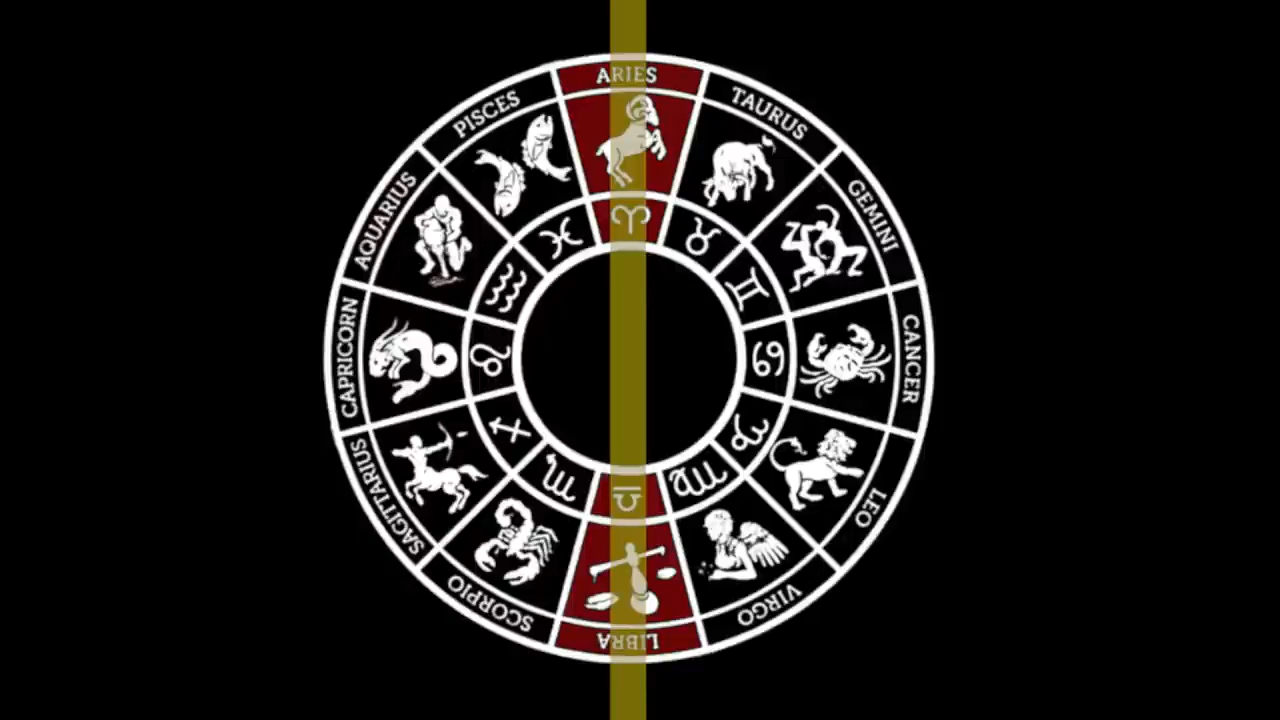 ARIES
TAURUS
GEMINI
CANCER
LEO
VIRGO
LIBRA
SCORPIO
SAGITTARIUS
CAPRICORN
AQUARIUS
PISCES